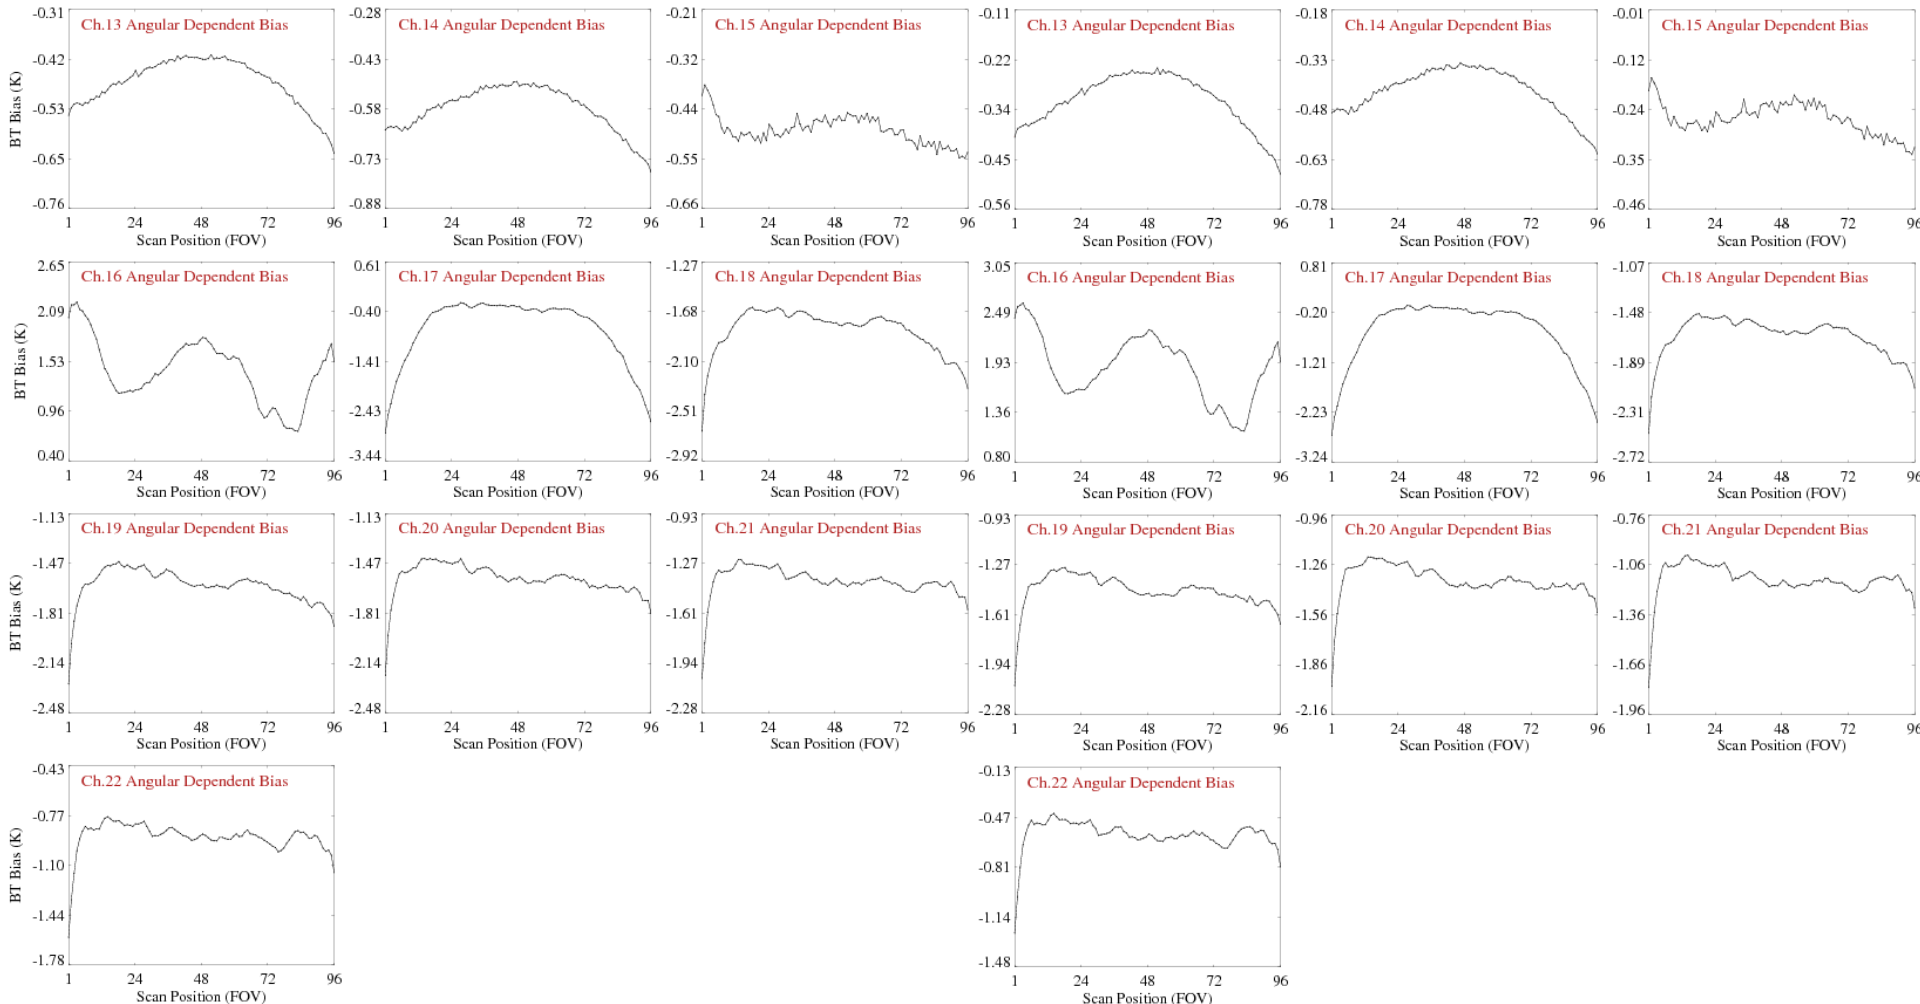 Ch.13 Angular Dependent Bias
-0.31
-0.42
-0.53
-0.65
-0.76
BT Bias (K)
1 24 48 72 96
Scan Position (FOV)
Ch.14 Angular Dependent Bias
-0.28
-0.43
-0.58
-0.73
-0.88
1 24 48 72 96
Scan Position (FOV)
Ch.15 Angular Dependent Bias
-0.21
-0.32
-0.44
-0.55
-0.66
1 24 48 72 96
Scan Position (FOV)
Ch.13 Angular Dependent Bias
-0.11
-0.22
-0.34
-0.45
-0.56
1 24 48 72 96
Scan Position (FOV)
Ch.14 Angular Dependent Bias
-0.18
-0.33
-0.48
-0.63
-0.78
1 24 48 72 96
Scan Position (FOV)
Ch.15 Angular Dependent Bias
-0.01
-0.12
-0.24
-0.35
-0.46
1 24 48 72 96
Scan Position (FOV)
Ch.16 Angular Dependent Bias
2.65
2.09
1.53
0.96
0.40
BT Bias (K)
1 24 48 72 96
Scan Position (FOV)
Ch.17 Angular Dependent Bias
0.61
-0.40
-1.41
-2.43
-3.44
1 24 48 72 96
Scan Position (FOV)
Ch.18 Angular Dependent Bias
-1.27
-1.68
-2.10
-2.51
-2.92
1 24 48 72 96
Scan Position (FOV)
Ch.16 Angular Dependent Bias
3.05
2.49
1.93
1.36
0.80
1 24 48 72 96
Scan Position (FOV)
Ch.17 Angular Dependent Bias
0.81
-0.20
-1.21
-2.23
-3.24
1 24 48 72 96
Scan Position (FOV)
Ch.18 Angular Dependent Bias
-1.07
-1.48
-1.89
-2.31
-2.72
1 24 48 72 96
Scan Position (FOV)
Ch.19 Angular Dependent Bias
-1.13
-1.47
-1.81
-2.14
-2.48
BT Bias (K)
1 24 48 72 96
Scan Position (FOV)
Ch.20 Angular Dependent Bias
-1.13
-1.47
-1.81
-2.14
-2.48
1 24 48 72 96
Scan Position (FOV)
Ch.21 Angular Dependent Bias
-0.93
-1.27
-1.61
-1.94
-2.28
1 24 48 72 96
Scan Position (FOV)
Ch.19 Angular Dependent Bias
-0.93
-1.27
-1.61
-1.94
-2.28
1 24 48 72 96
Scan Position (FOV)
Ch.20 Angular Dependent Bias
-0.96
-1.26
-1.56
-1.86
-2.16
1 24 48 72 96
Scan Position (FOV)
Ch.21 Angular Dependent Bias
-0.76
-1.06
-1.36
-1.66
-1.96
1 24 48 72 96
Scan Position (FOV)
Ch.22 Angular Dependent Bias
-0.43
-0.77
-1.10
-1.44
-1.78
BT Bias (K)
1 24 48 72 96
Scan Position (FOV)
Ch.22 Angular Dependent Bias
-0.13
-0.47
-0.81
-1.14
-1.48
1 24 48 72 96
Scan Position (FOV)